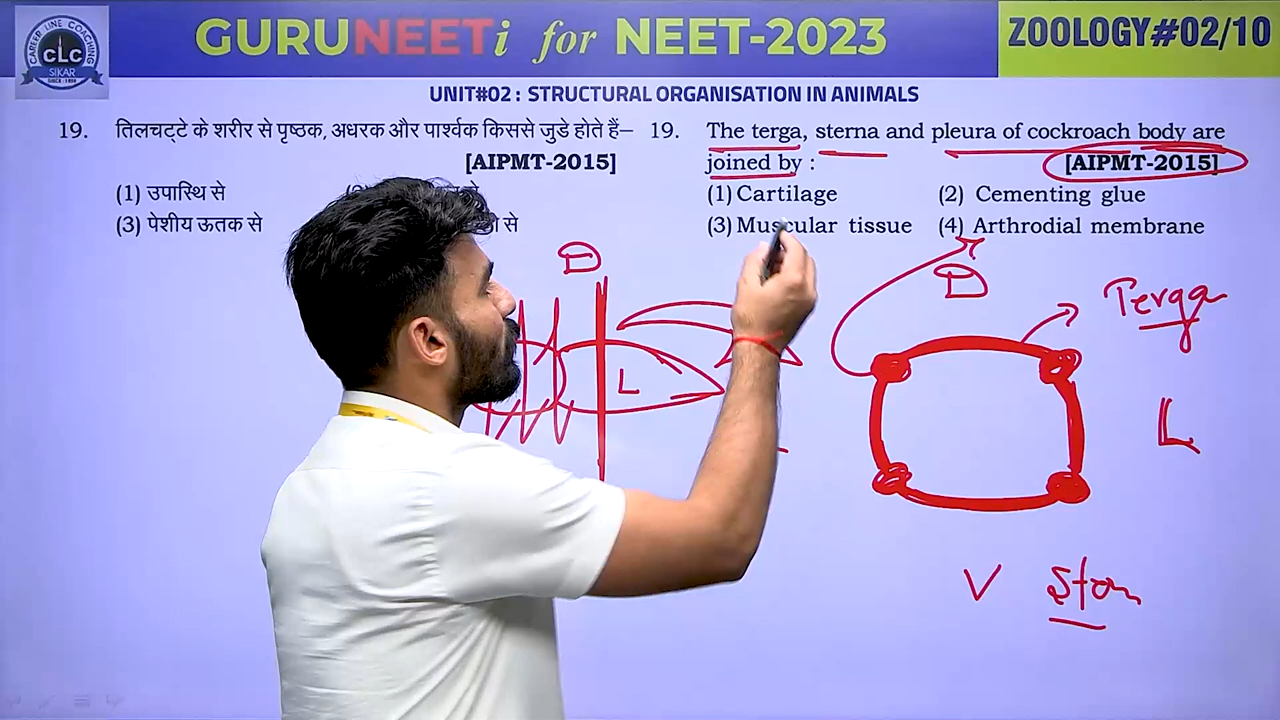 CAREER LINE COACHING
CLC
SIKAR
SINCE : 1996
GURUNEETi for NEET-2023
ZOOLOGY#02/10
UNIT#02 : STRUCTURAL ORGANISATION IN ANIMALS
19. तिलचट्टे के शरीर से पृष्ठक, अधरक और पार्श्वक किससे जुडे होते हैं–
[AIPMT-2015]
(1) उपास्थि से
(3) पेशीय ऊतक से
से
19. The terga, sterna and pleura of cockroach body are
joined by : [AIPMT-2015]
(1) Cartilage (2) Cementing glue
(3) Muscular tissue (4) Arthrodial membrane
D
L
D
Terga
L
V